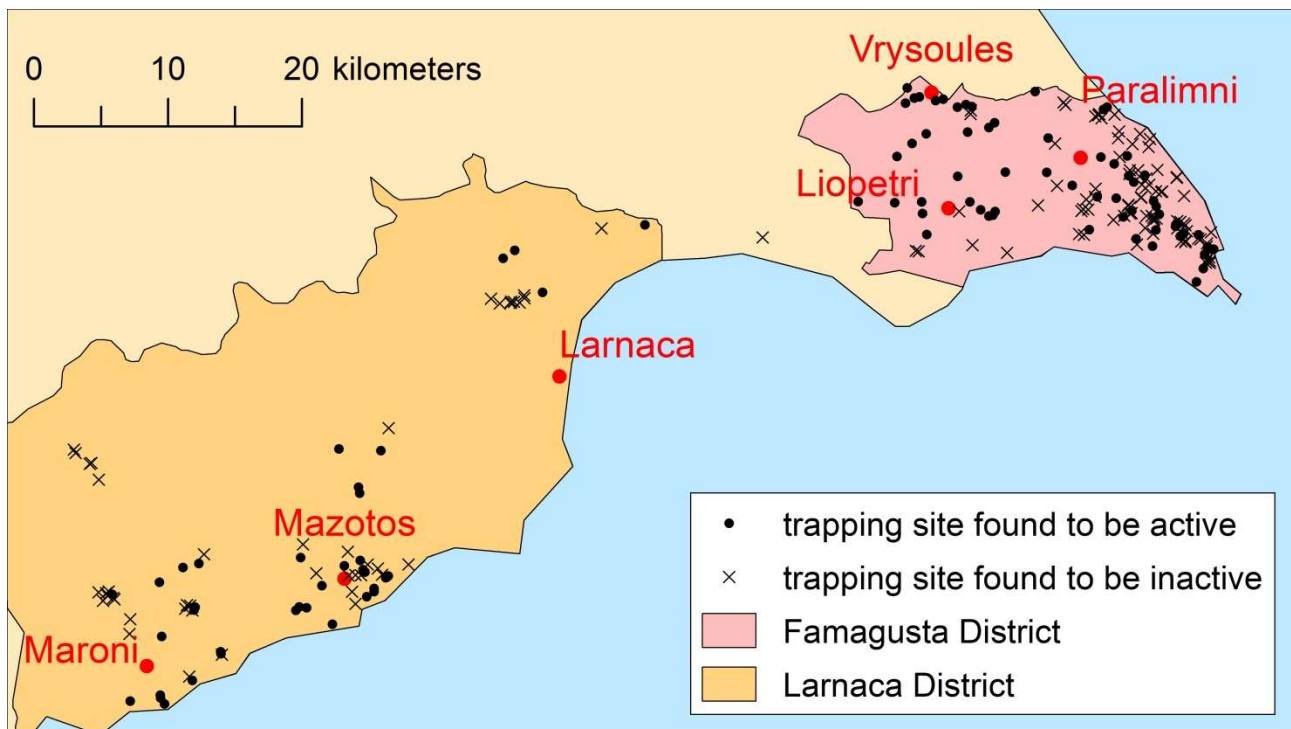 0 10 20 kilometers
Vrysoules
Paralimni
Liopetri
Larnaca
Mazotos
Maroni
trapping site found to be active
trapping site found to be inactive
Famagusta District
Larnaca District